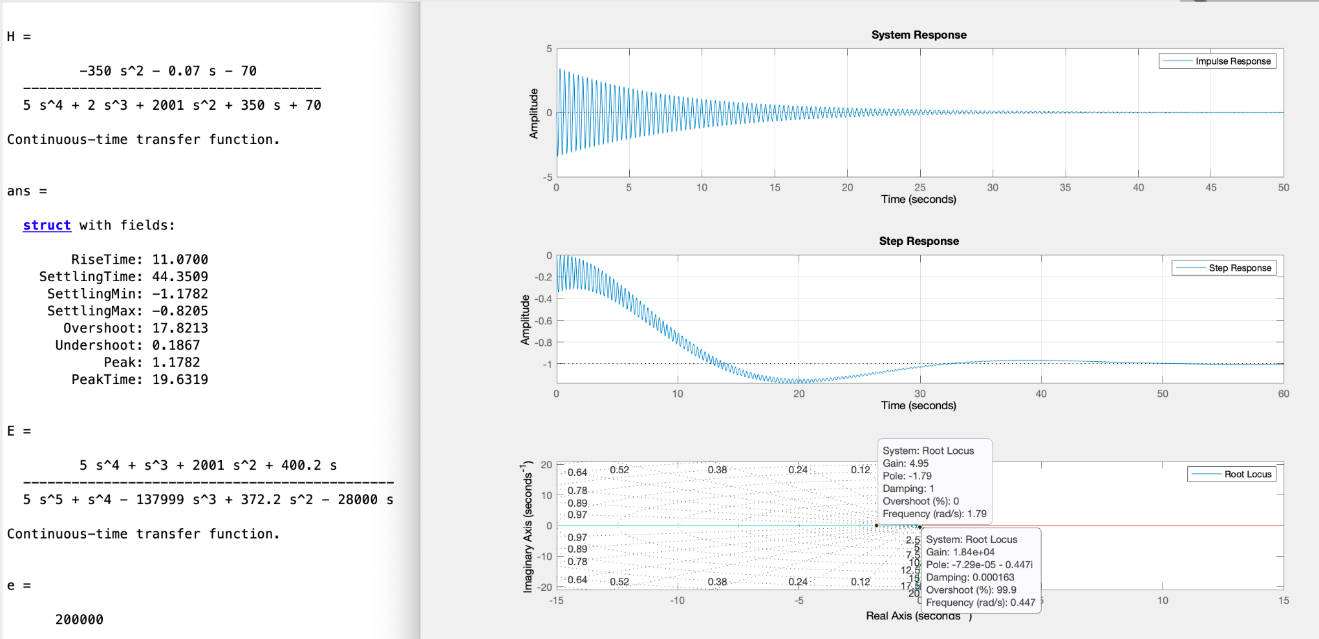 H =
-350 s^2 - 0.07 s - 70
----------------------------------------
5 s^4 + 2 s^3 + 2001 s^2 + 350 s + 70
Continuous-time transfer function.
ans =
struct with fields:
RiseTime: 11.0700
SettlingTime: 44.3509
SettlingMin: -1.1782
SettlingMax: -0.8205
Overshoot: 17.8213
Undershoot: 0.1867
Peak: 1.1782
PeakTime: 19.6319
E =
5 s^4 + s^3 + 2001 s^2 + 400.2 s
-----------------------------------------------
5 s^5 + s^4 - 137999 s^3 + 372.2 s^2 - 28000 s
Continuous-time transfer function.
e =
200000
System Response
Impulse Response
Amplitude
5
0
-5
0 5 10 15 20 25 30 35 40 45 50
Time (seconds)
Step Response
Step Response
Amplitude
0
-0.2
-0.4
-0.6
-0.8
-1
0 10 20 30 40 50 60
Time (seconds)
Root Locus
Imaginary Axis (seconds-1)
20
10
0
-10
-20
0.64 0.52 0.38 0.24 0.12
0.78
0.89
0.97
0.97
0.89
0.78
0.64 0.52 0.38 0.24 0.12
System: Root Locus
Gain: 4.95
Pole: -1.79
Damping: 1
Overshoot (%): 0
Frequency (rad/s): 1.79
2.5
5
7.5
10
12.5
15
17.5
20
System: Root Locus
Gain: 1.84e+04
Pole: -7.29e-05 - 0.447i
Damping: 0.000163
Overshoot (%): 99.9
Frequency (rad/s): 0.447
-15 -10 -5 0 5 10 15
Real Axis (seconds )